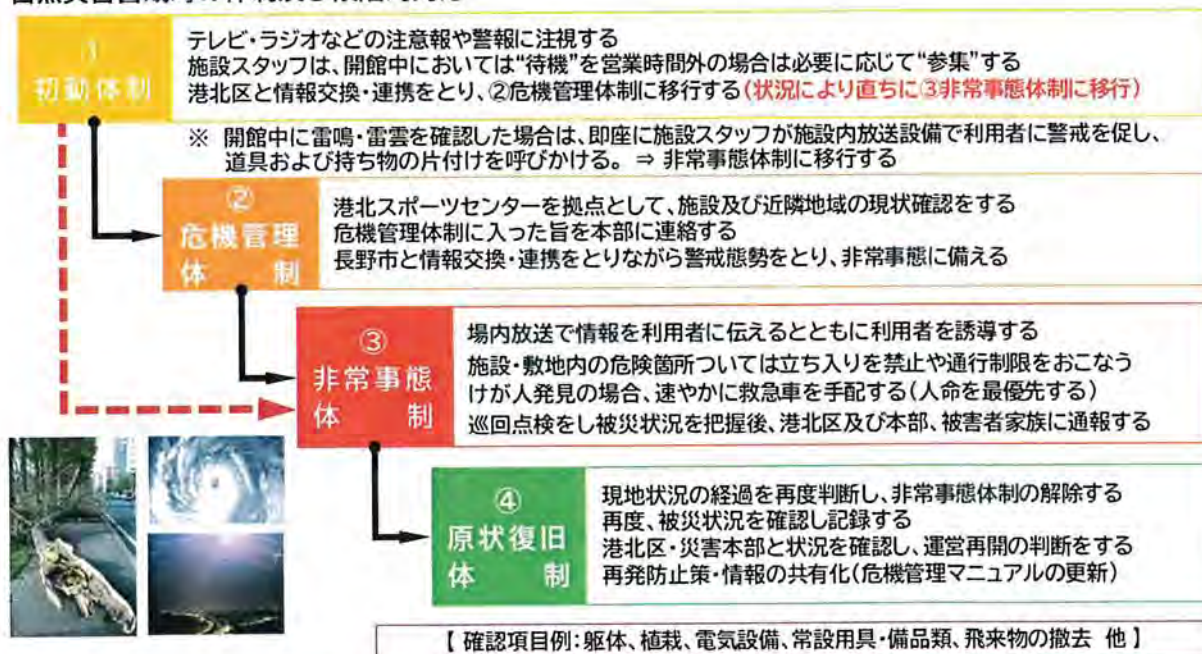 ①
初動体制
テレビ・ラジオなどの注意報や警報に注視する
施設スタッフは、開館中においては“待機”を営業時間外の場合は必要に応じて“参集”する
港北区と情報交換・連携をとり、②危機管理体制に移行する(状況により直ちに③非常事態体制に移行)
※ 開館中に雷鳴・雷雲を確認した場合は、即座に施設スタッフが施設内放送設備で利用者に警戒を促し、
道具および持ち物の片付けを呼びかける。 ⇒ 非常事態体制に移行する
②
危機管理
体 制
港北スポーツセンターを拠点として、施設及び近隣地域の現状確認をする
危機管理体制に入った旨を本部に連絡する
長野市と情報交換・連携をとりながら警戒態勢をとり、非常事態に備える
③
非常事態
体 制
場内放送で情報を利用者に伝えるとともに利用者を誘導する
施設・敷地内の危険箇所ついては立ち入りを禁止や通行制限をおこなう
けが人発見の場合、速やかに救急車を手配する(人命を最優先する)
巡回点検をし被災状況を把握後、港北区及び本部、被害者家族に通報する
④
原状復旧
体 制
現地状況の経過を再度判断し、非常事態体制の解除する
再度、被災状況を確認し記録する
港北区・災害本部と状況を確認し、運営再開の判断をする
再発防止策・情報の共有化(危機管理マニュアルの更新)
【 確認項目例:躯体、植栽、電気設備、常設用具・備品類、飛来物の撤去 他 】